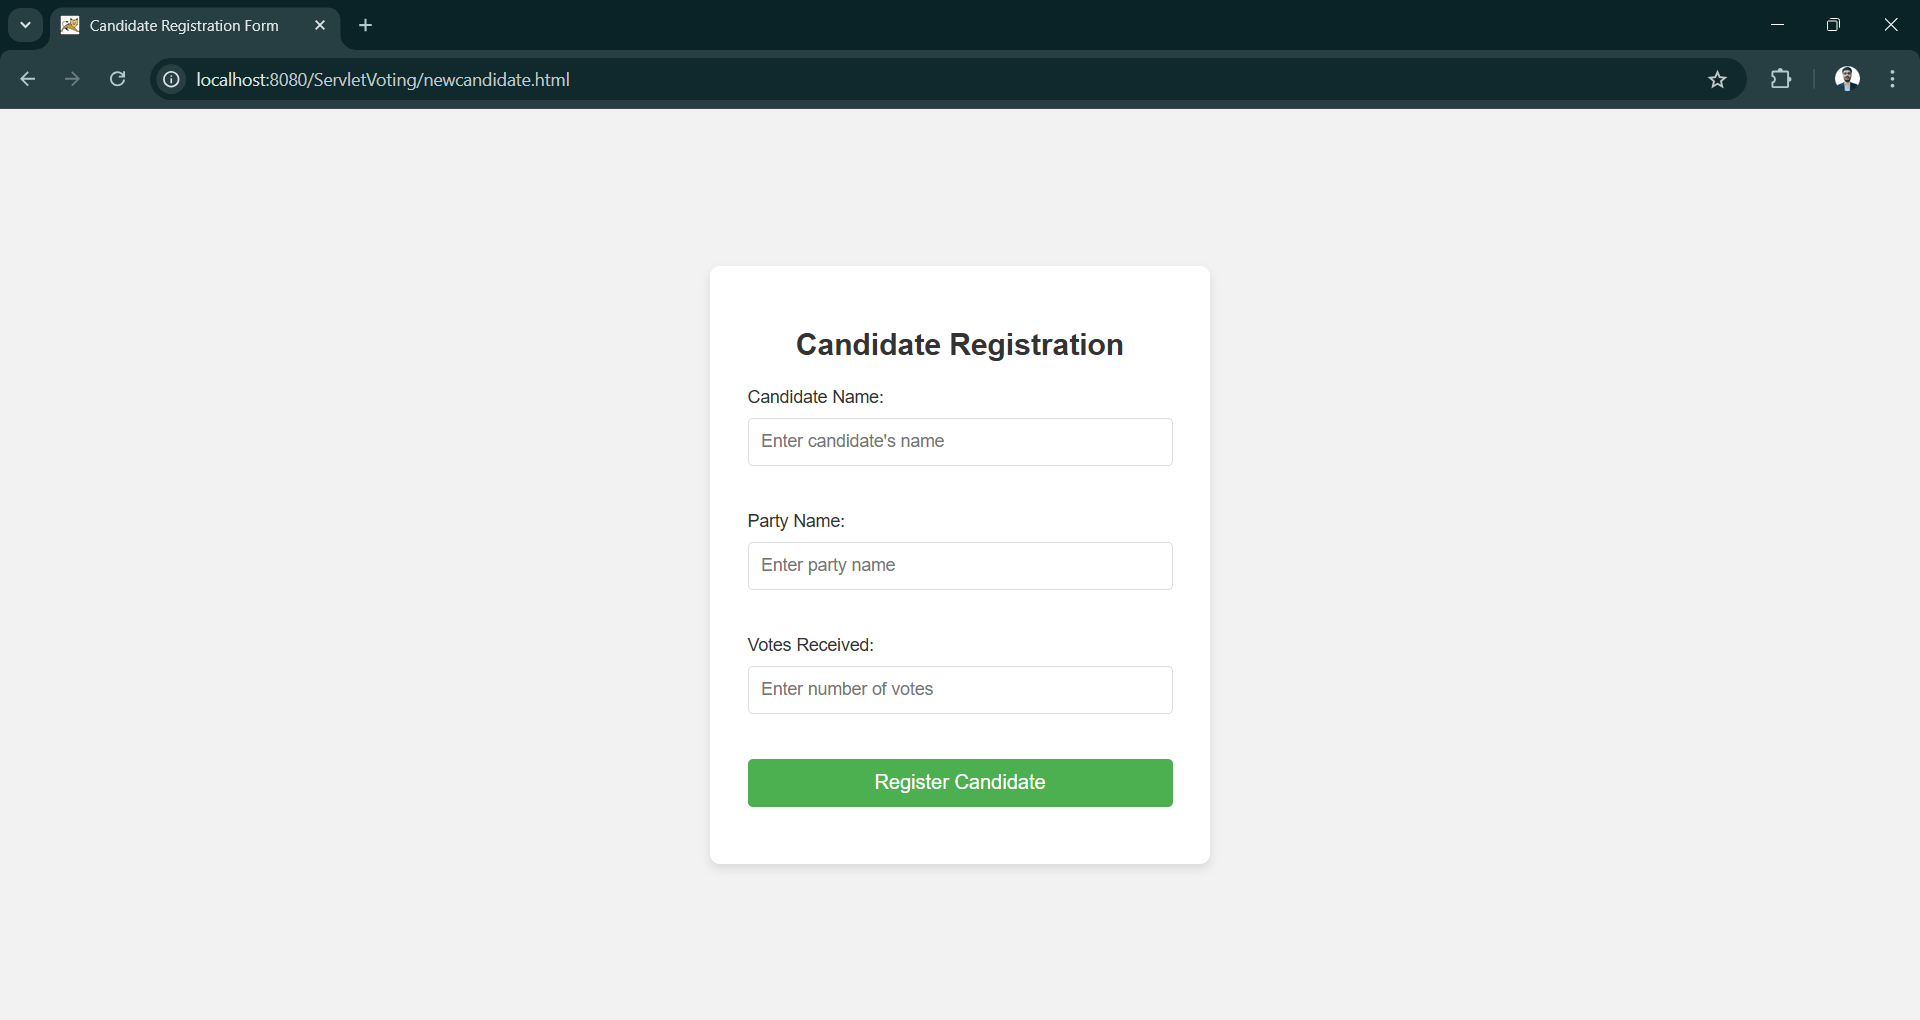 Candidate Registration Form
localhost:8080/ServletVoting/newcandidate.html
Candidate Registration
Candidate Name:
Enter candidate's name
Party Name:
Enter party name
Votes Received:
Enter number of votes
Register Candidate